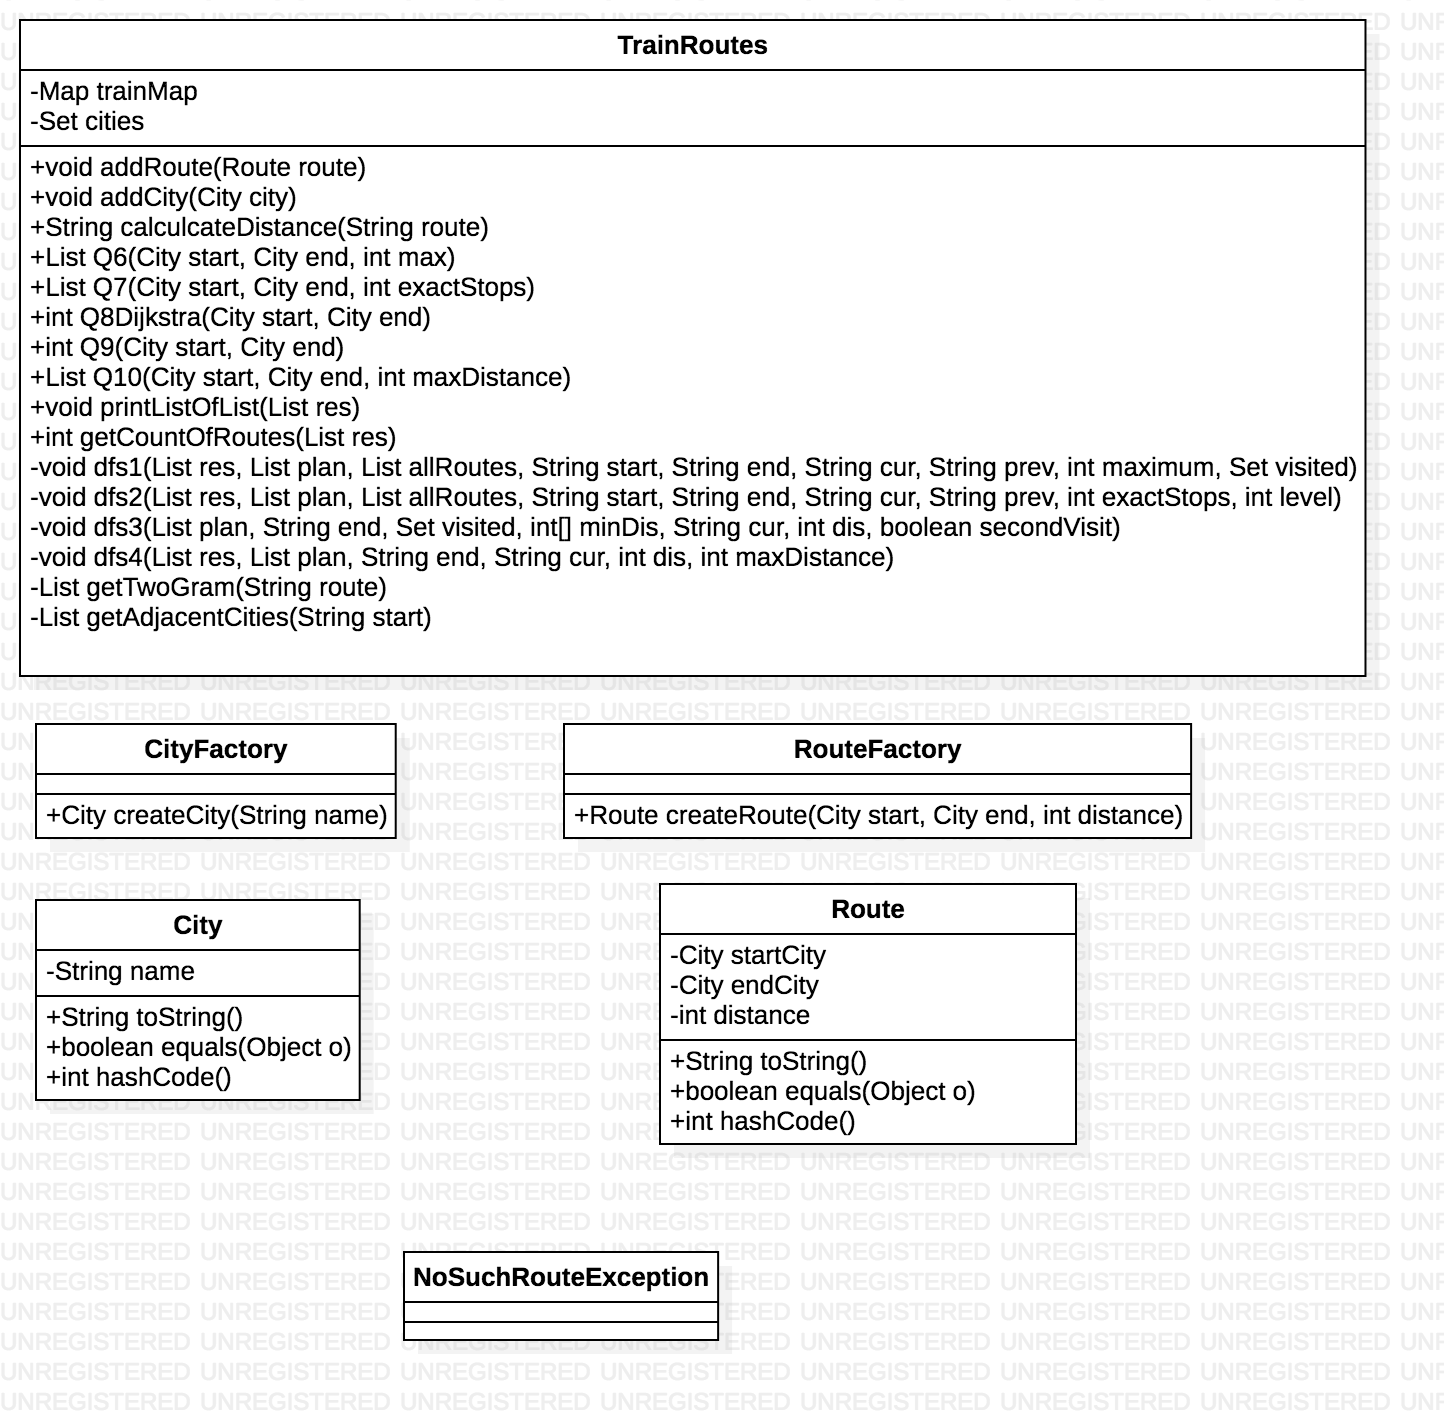 TrainRoutes
-Map trainMap
-Set cities
+void addRoute(Route route)
+void addCity(City city)
+String calculcateDistance(String route)
+List Q6(City start, City end, int max)
+List Q7(City start, City end, int exactStops)
+int Q8Dijkstra(City start, City end)
+int Q9(City start, City end)
+List Q10(City start, City end, int maxDistance)
+void printListOfList(List res)
+int getCountOfRoutes(List res)
-void dfs1(List res, List plan, List allRoutes, String start, String end, String cur, String prev, int maximum, Set visited)
-void dfs2(List res, List plan, List allRoutes, String start, String end, String cur, String prev, int exactStops, int level)
-void dfs3(List plan, String end, Set visited, int[] minDis, String cur, int dis, boolean secondVisit)
-void dfs4(List res, List plan, String end, String cur, int dis, int maxDistance)
-List getTwoGram(String route)
-List getAdjacentCities(String start)
CityFactory
+City createCity(String name)
RouteFactory
+Route createRoute(City start, City end, int distance)
City
-String name
+String toString()
+boolean equals(Object o)
+int hashCode()
Route
-City startCity
-City endCity
-int distance
+String toString()
+boolean equals(Object o)
+int hashCode()
NoSuchRouteException
UNREGISTERED